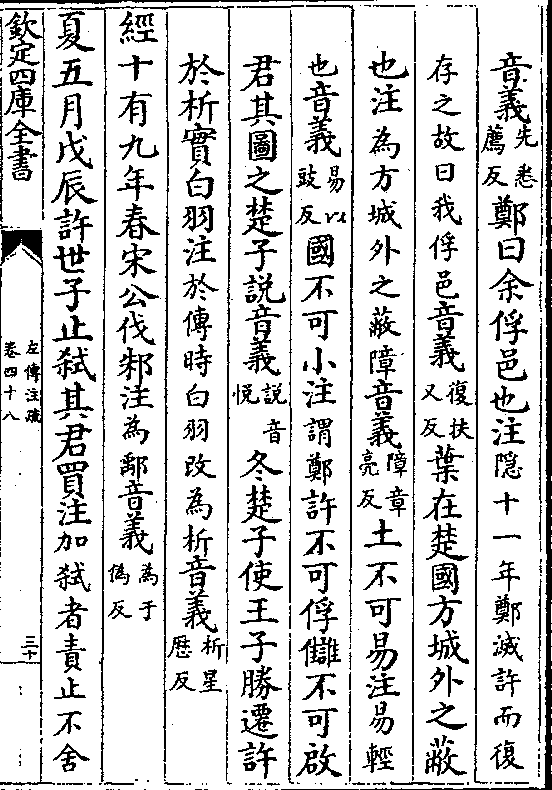 音義先悉薦反鄭曰余俘邑也注隠十一年鄭滅許而復
存之故曰我俘邑音義復扶又反葉在楚國方城外之蔽
也注為方城外之蔽障音義障章亮反土不可易注易輕
也音義易以豉反國不可小注謂鄭許不可俘讎不可啟
君其圖之楚子説音義説音悦冬楚子使王子勝遷許
於析實白羽注於傳時白羽改為析音義析星厯反
經十有九年春宋公伐邾注為鄅音義為于偽反
夏五月戊辰許世子止弑其君買注加弑者責止不舍
欽定四庫全書
左傳注疏
卷四十八
三十